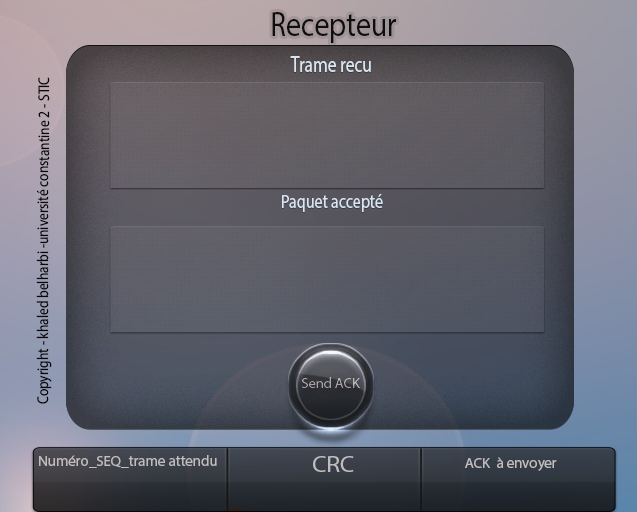 Recepteur
Trame recu
Paquet accepté
Send ACK
Copyright - khaled belharbi -université constantine 2 - STIC
Numéro_SEQ_trame attendu
CRC
ACK à envoyer